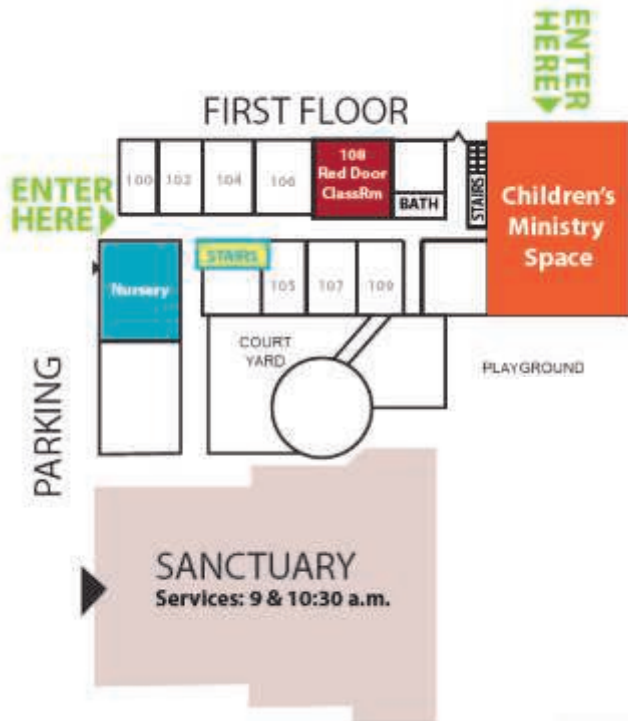 ENTER
HERE
FIRST FLOOR
ENTER
HERE
100
102
104
106
108
Red Door
ClassRm
BATH
STAIRS
Children's
Ministry
Space
Nursery
STAIRS
105
107
109
COURT
YARD
PLAYGROUND
PARKING
SANCTUARY
Services: 9 & 10:30 a.m.